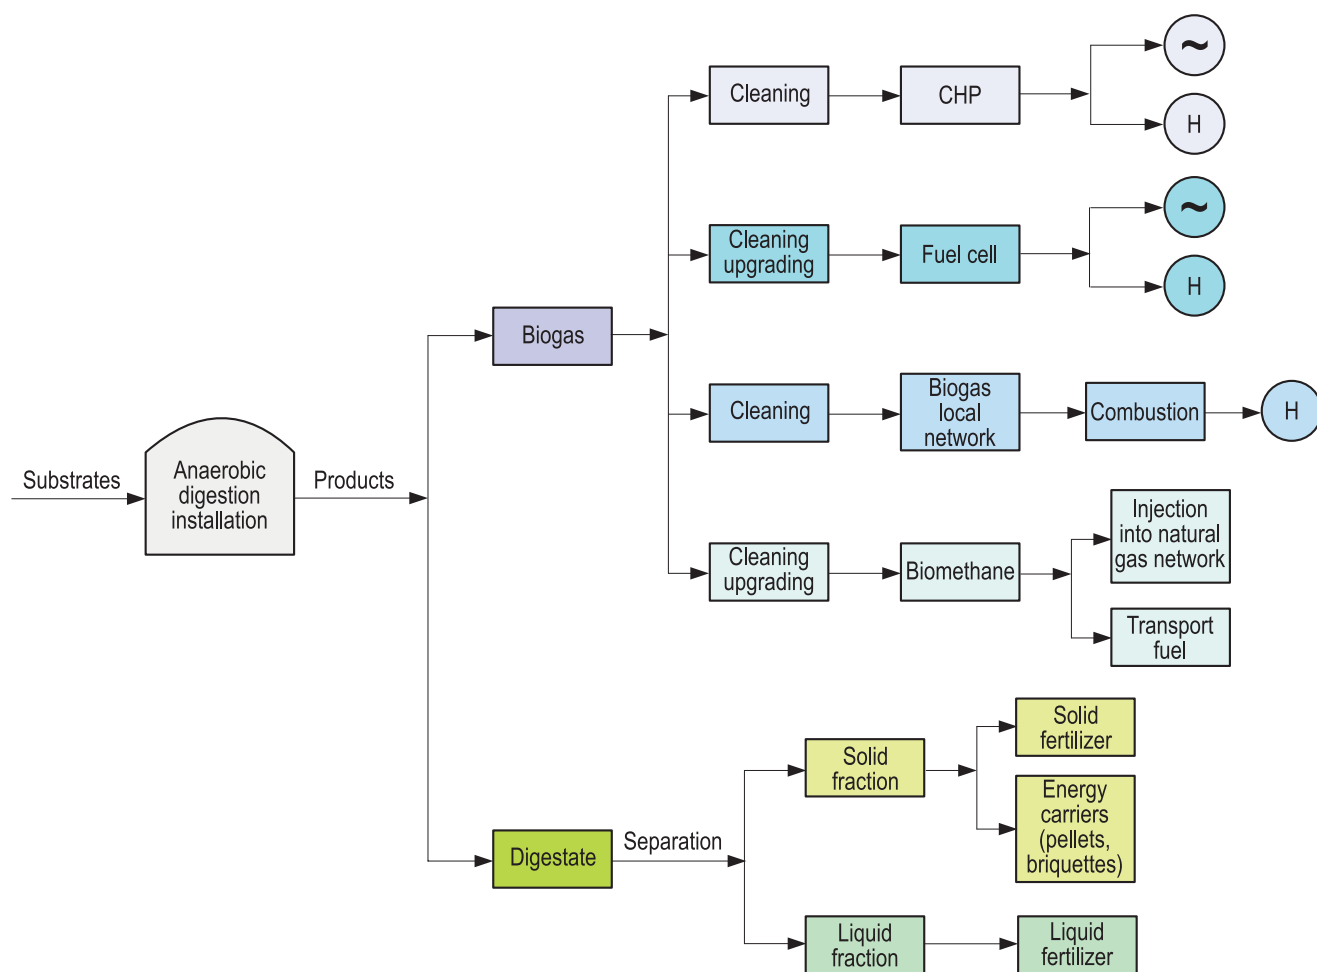 Substrates
Anaerobic
digestion
installation
Products
Biogas
Cleaning
CHP
~
H
Cleaning
upgrading
Fuel cell
~
H
Cleaning
Biogas
local
network
Combustion
H
Cleaning
upgrading
Biomethane
Injection
into natural
gas network
Transport
fuel
Digestate
Separation
Solid
fraction
Solid
fertilizer
Energy
carriers
(pellets,
briquettes)
Liquid
fraction
Liquid
fertilizer